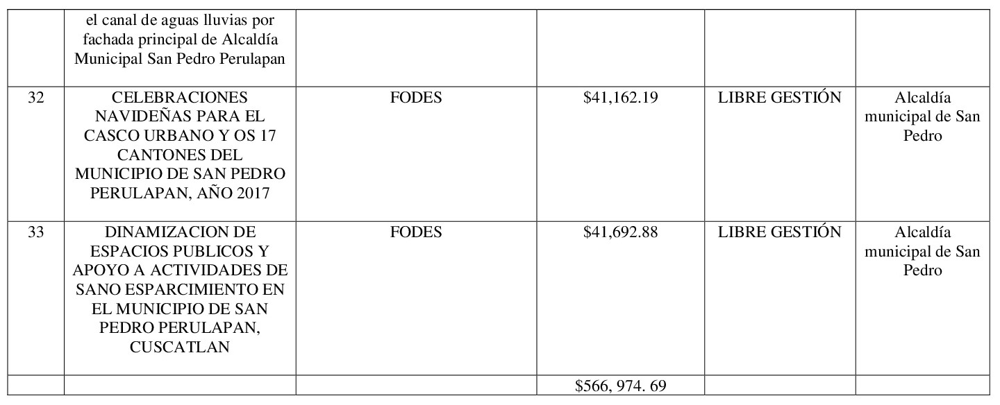 el canal de aguas lluvias por
fachada principal de Alcaldía
Municipal San Pedro Perulapan
32
CELEBRACIONES
NAVIDEÑAS PARA EL
CASCO URBANO Y OS 17
CANTONES DEL
MUNICIPIO DE SAN PEDRO
PERULAPAN, AÑO 2017
FODES
$41,162.19
LIBRE GESTIÓN
Alcaldía
municipal de San
Pedro
33
DINAMIZACION DE
ESPACIOS PUBLICOS Y
APOYO A ACTIVIDADES DE
SANO ESPARCIMIENTO EN
EL MUNICIPIO DE SAN
PEDRO PERULAPAN,
CUSCATLAN
FODES
$41,692.88
LIBRE GESTIÓN
Alcaldía
municipal de San
Pedro
$566, 974. 69